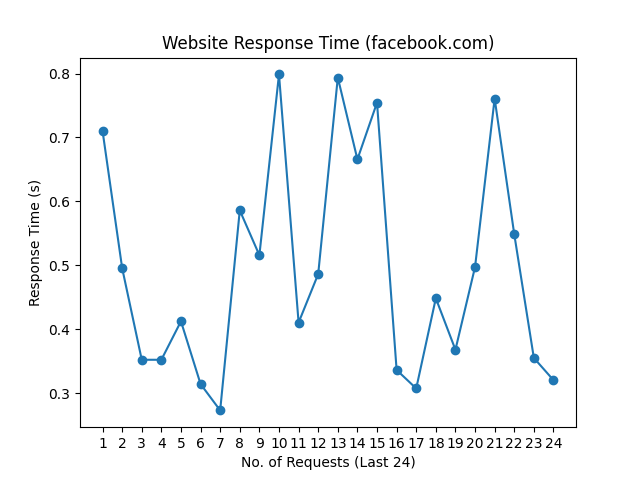 Website Response Time (facebook.com)
Response Time (s)
0.8
0.7
0.6
0.5
0.4
0.3
1 2 3 4 5 6 7 8 9 10 11 12 13 14 15 16 17 18 19 20 21 22 23 24
No. of Requests (Last 24)